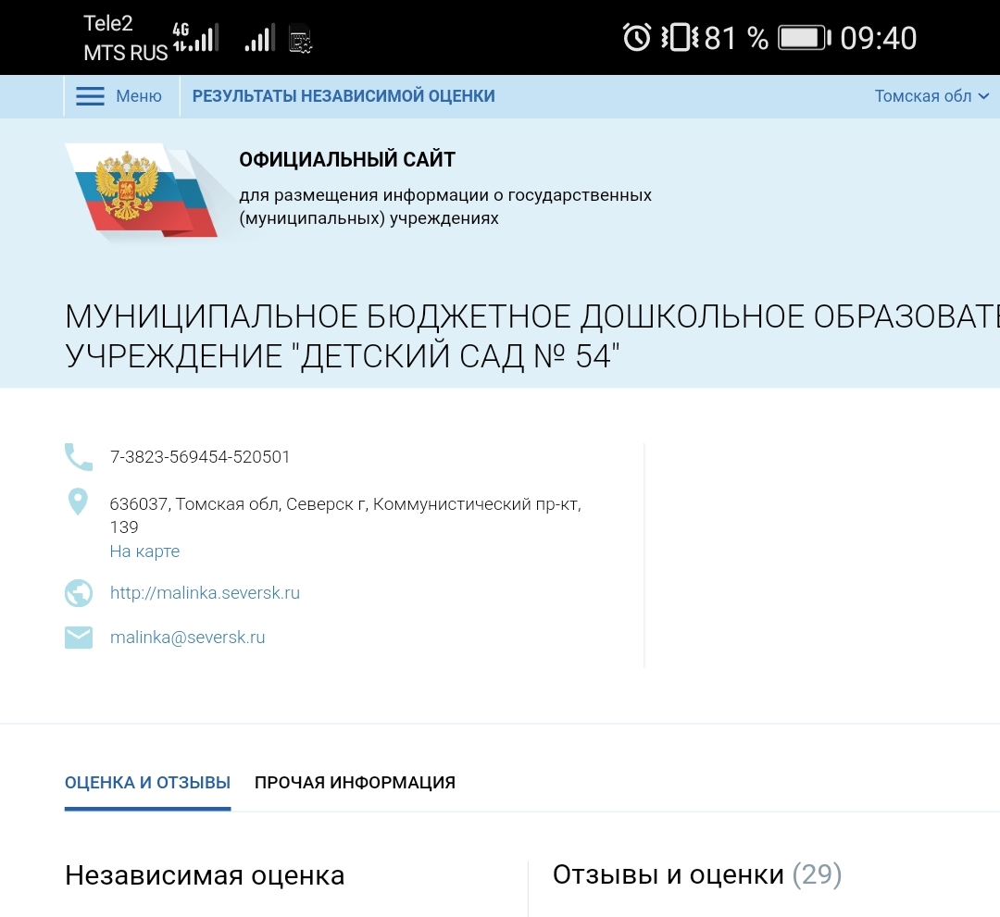 Tele2
4G
MTS RUS
81 %
09:40
Меню
РЕЗУЛЬТАТЫ НЕЗАВИСИМОЙ ОЦЕНКИ
Томская обл
ОФИЦИАЛЬНЫЙ САЙТ
для размещения информации о государственных
(муниципальных) учреждениях
МУНИЦИПАЛЬНОЕ БЮДЖЕТНОЕ ДОШКОЛЬНОЕ ОБРАЗОВАТЕ
УЧРЕЖДЕНИЕ "ДЕТСКИЙ САД № 54"
7-3823-569454-520501
636037, Томская обл, Северск г, Коммунистический пр-кт,
139
На карте
http://malinka.seversk.ru
malinka@seversk.ru
ОЦЕНКА И ОТЗЫВЫ
ПРОЧАЯ ИНФОРМАЦИЯ
Независимая оценка
Отзывы и оценки (29)